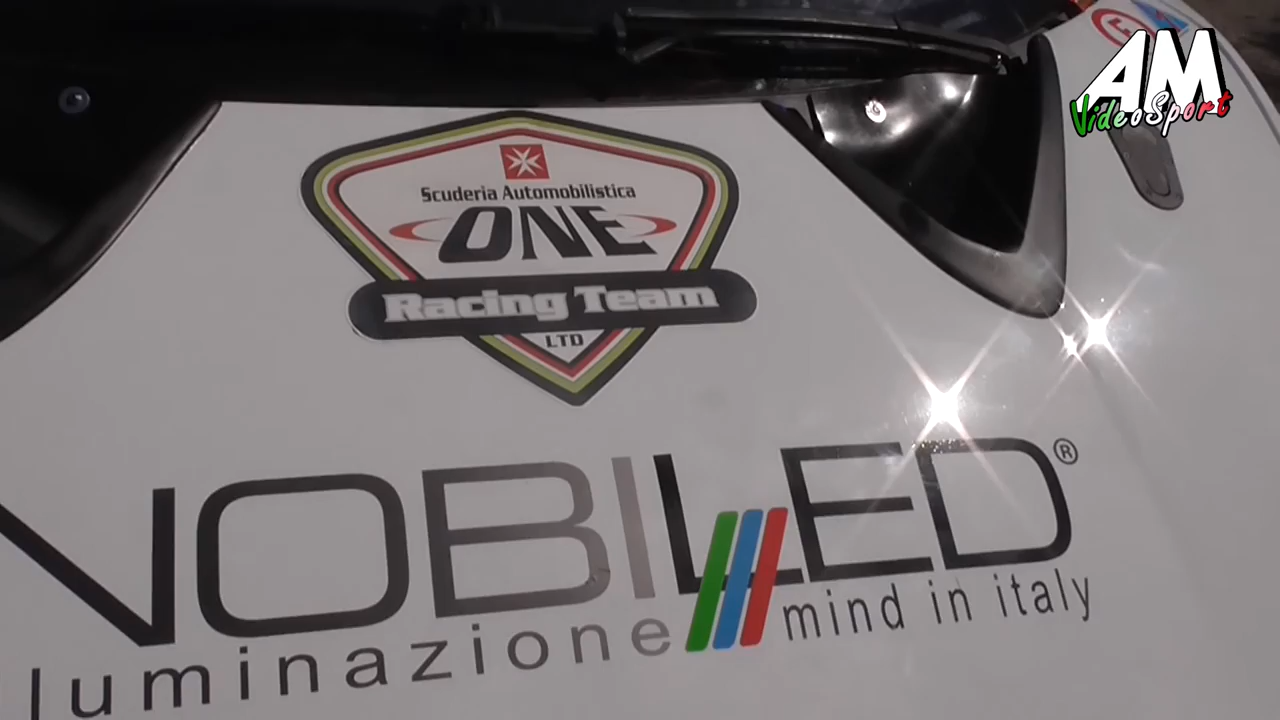 AM
VideoSport
Scuderia Automobilistica
ONE
Racing Team
LTD
NOBILED®
luminazione
mind in italy